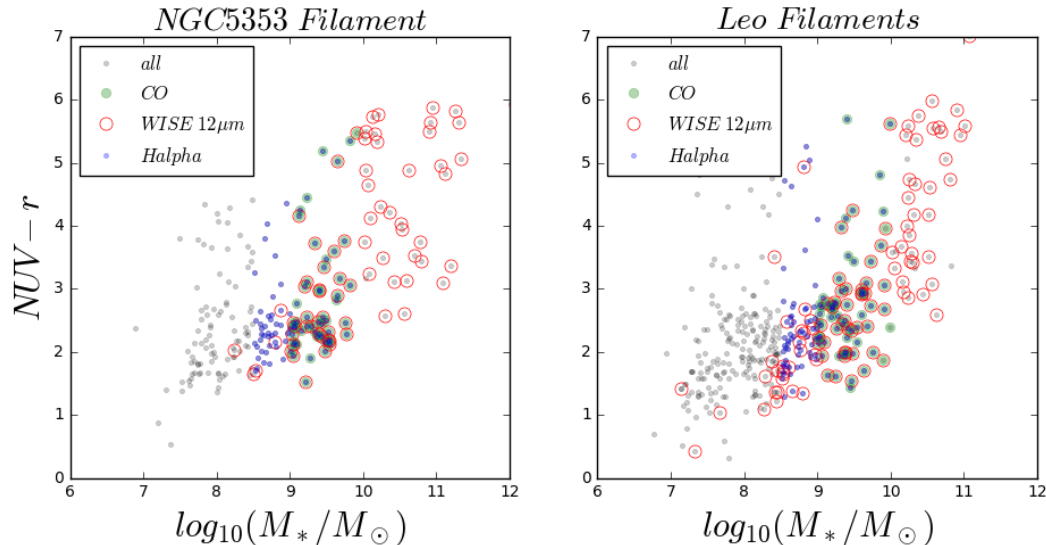 NGC5353 Filament
Leo Filaments
7
6
5
4
3
2
1
0
6
7
8
9
10
11
12
NUV − r
log10(M*/M⊙)
all
CO
WISE 12μm
Halpha
7
6
5
4
3
2
1
0
6
7
8
9
10
11
12
log10(M*/M⊙)
all
CO
WISE 12μm
Halpha